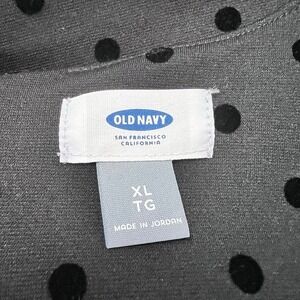 OLD NAVY
SAN FRANCISCO
CALIFORNIA
XL
TG
MADE IN JORDAN